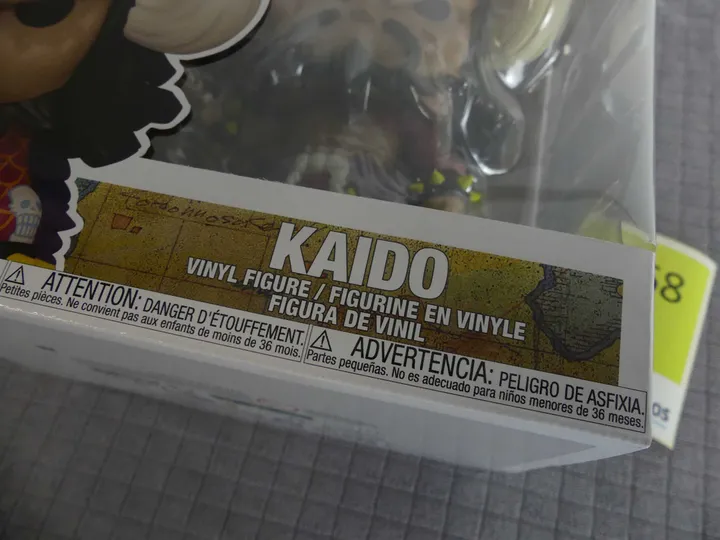 KAIDO
VINYL FIGURE / FIGURINE EN VINYLE
FIGURA DE VINIL
ATTENTION: DANGER D'ÉTOUFFEMENT.
Petites pièces. Ne convient pas aux enfants de moins de 36 mois.
ADVERTENCIA: PELIGRO DE ASFIXIA.
Partes pequeñas. No es adecuado para niños menores de 36 meses.
68
os